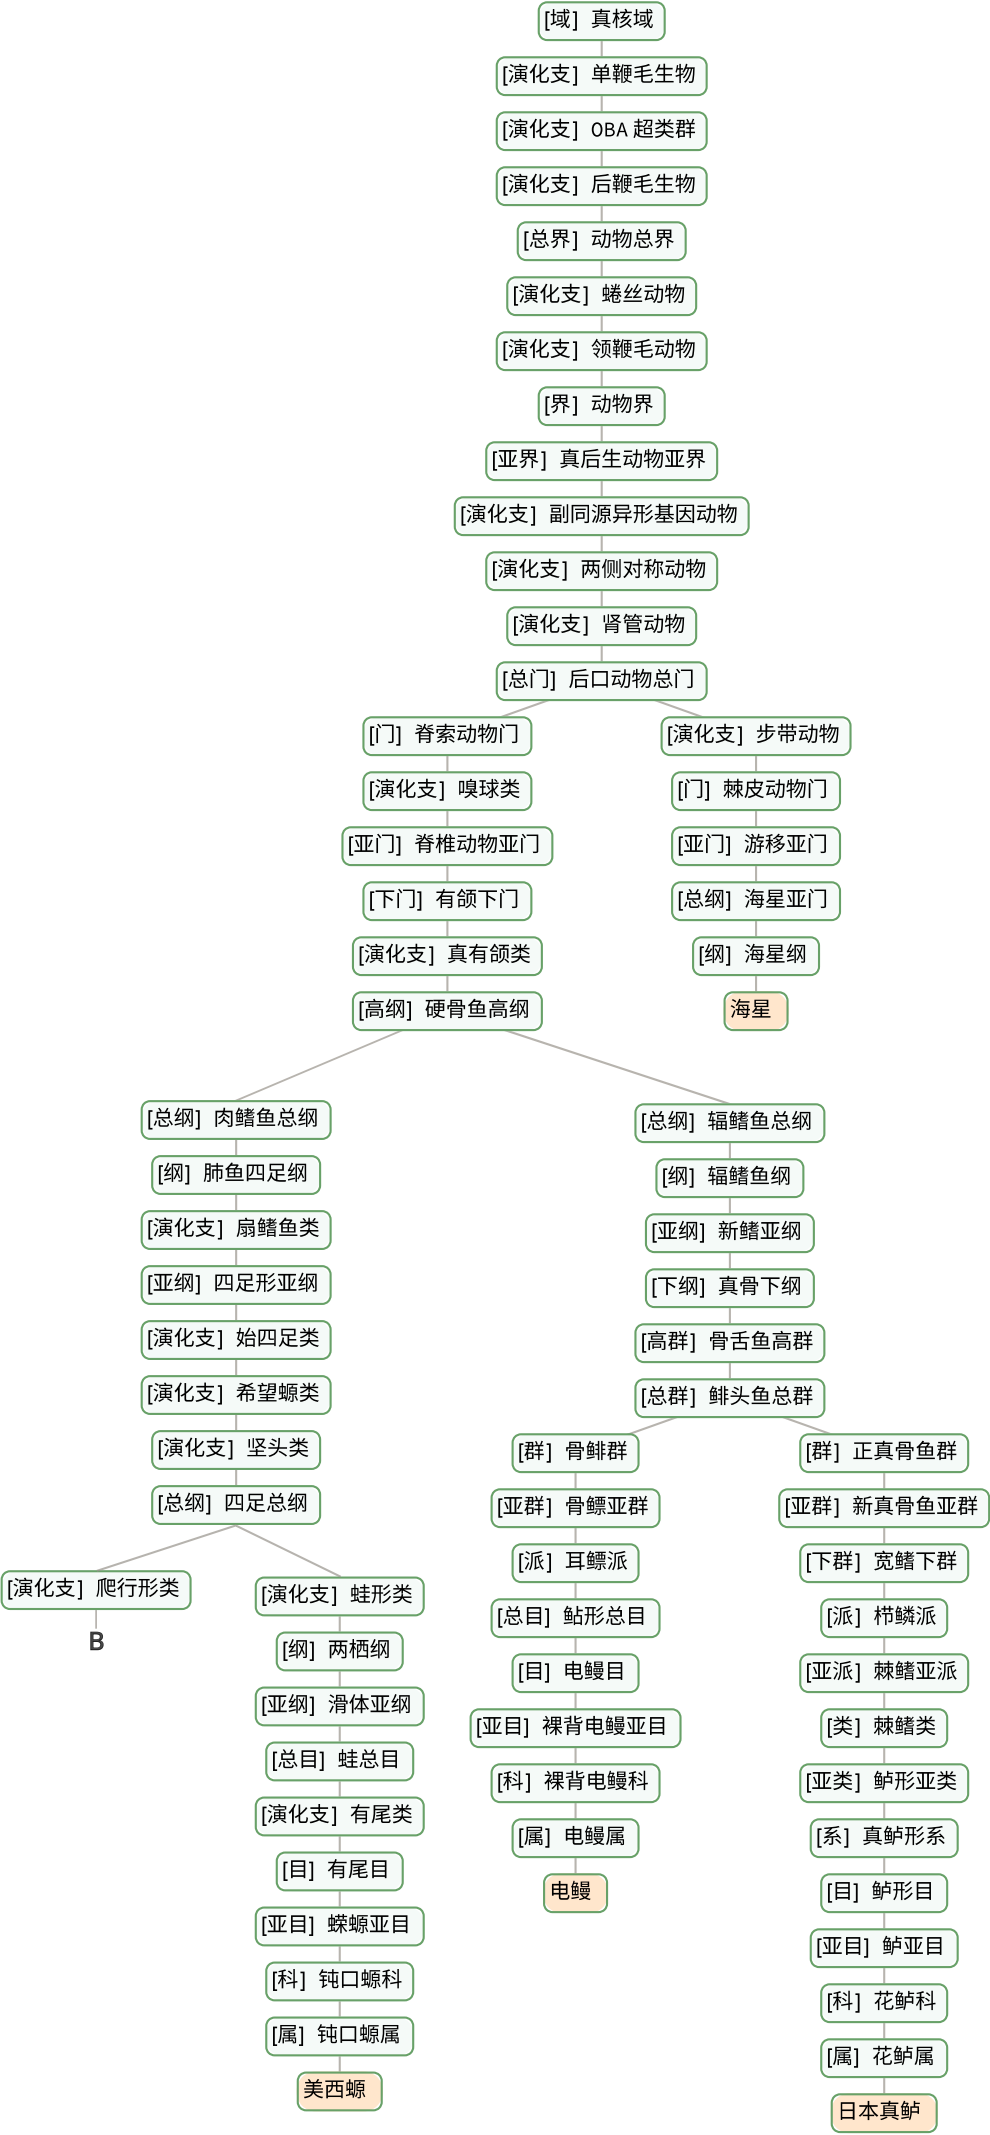 [域] 真核域
[演化支] 单鞭毛生物
[演化支] OBA 超类群
[演化支] 后鞭毛生物
[总界] 动物总界
[演化支] 蜷丝动物
[演化支] 领鞭毛动物
[界] 动物界
[亚界] 真后生动物亚界
[演化支] 副同源异形基因动物
[演化支] 两侧对称动物
[演化支] 肾管动物
[总门] 后口动物总门
[门] 脊索动物门
[演化支] 嗅球类
[亚门] 脊椎动物亚门
[下门] 有颌下门
[演化支] 真有颌类
[高纲] 硬骨鱼高纲
[演化支] 步带动物
[门] 棘皮动物门
[亚门] 游移亚门
[总纲] 海星亚门
[纲] 海星纲
海星
[总纲] 肉鳍鱼总纲
[纲] 肺鱼四足纲
[演化支] 扇鳍鱼类
[亚纲] 四足形亚纲
[演化支] 始四足类
[演化支] 希望螈类
[演化支] 坚头类
[总纲] 四足总纲
[演化支] 爬行形类
B
[演化支] 蛙形类
[纲] 两栖纲
[亚纲] 滑体亚纲
[总目] 蛙总目
[演化支] 有尾类
[目] 有尾目
[亚目] 蝾螈亚目
[科] 钝口螈科
[属] 钝口螈属
美西螈
[总纲] 辐鳍鱼总纲
[纲] 辐鳍鱼纲
[亚纲] 新鳍亚纲
[下纲] 真骨下纲
[高群] 骨舌鱼高群
[总群] 鲱头鱼总群
[群] 骨鲱群
[亚群] 骨鳔亚群
[派] 耳鳔派
[总目] 鲇形总目
[目] 电鳗目
[亚目] 裸背电鳗亚目
[科] 裸背电鳗科
[属] 电鳗属
电鳗
[群] 正真骨鱼群
[亚群] 新真骨鱼亚群
[下群] 宽鳍下群
[派] 栉鳞派
[亚派] 棘鳍亚派
[类] 棘鳍类
[亚类] 鲈形亚类
[系] 真鲈形系
[目] 鲈形目
[亚目] 鲈亚目
[科] 花鲈科
[属] 花鲈属
日本真鲈